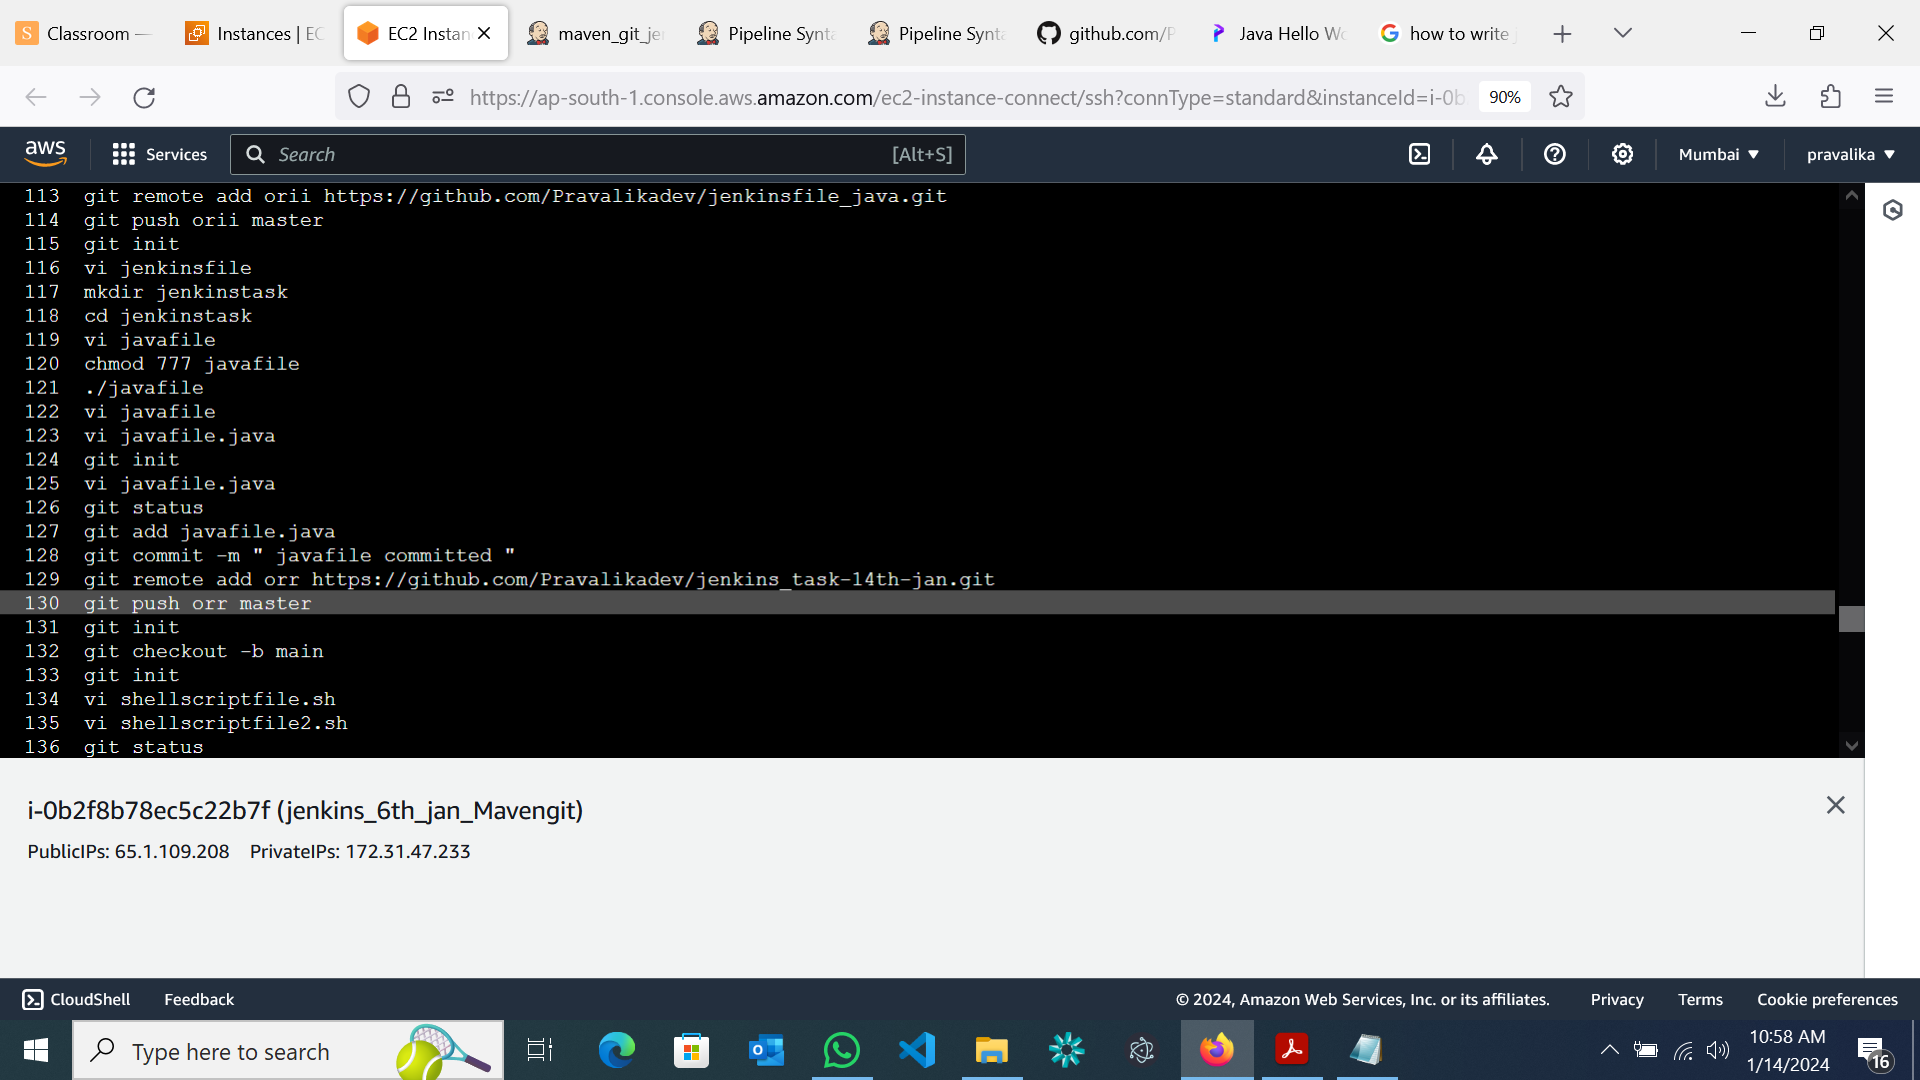 Classroom
Instances | EC
EC2 Instan
maven_git_je
Pipeline Synta
Pipeline Synta
github.com/P
Java Hello Wo
how to write j
https://ap-south-1.console.aws.amazon.com/ec2-instance-connect/ssh?connType=standard&instanceId=i-0b
90%
aws
Services
Search
[Alt+S]
Mumbai
pravalika
113 git remote add orii https://github.com/Pravalikadev/jenkinsfile_java.git
114 git push orii master
115 git init
116 vi jenkinsfile
117 mkdir jenkinstask
118 cd jenkinstask
119 vi javafile
120 chmod 777 javafile
121 ./javafile
122 vi javafile
123 vi javafile.java
124 git init
125 vi javafile.java
126 git status
127 git add javafile.java
128 git commit -m " javafile committed "
129 git remote add orr https://github.com/Pravalikadev/jenkins_task-14th-jan.git
130 git push orr master
131 git init
132 git checkout -b main
133 git init
134 vi shellscriptfile.sh
135 vi shellscriptfile2.sh
136 git status
i-0b2f8b78ec5c22b7f (jenkins_6th_jan_Mavengit)
PublicIPs: 65.1.109.208 PrivateIPs: 172.31.47.233
CloudShell
Feedback
© 2024, Amazon Web Services, Inc. or its affiliates.
Privacy
Terms
Cookie preferences
Type here to search
10:58 AM
1/14/2024
16